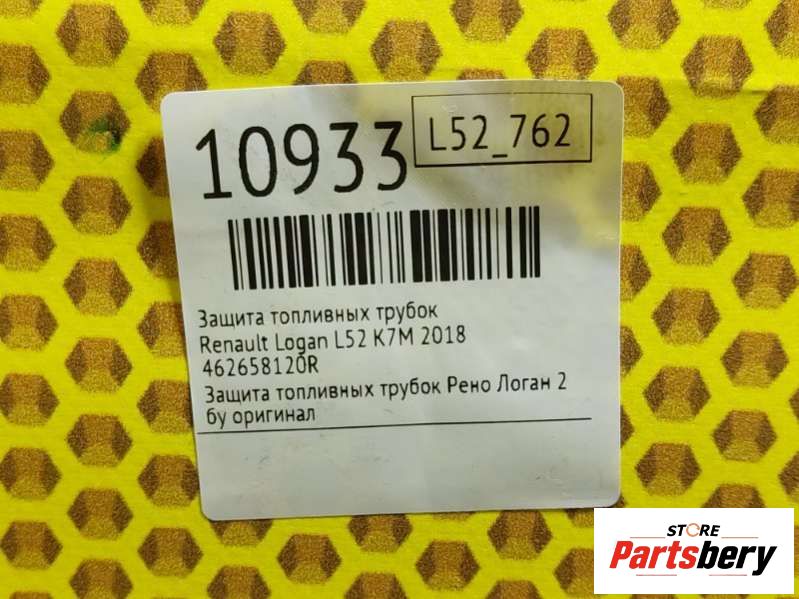 10933
L52_762
Защита топливных трубок
Renault Logan L52 K7M 2018
462658120R
Защита топливных трубок Рено Логан 2
бу оригинал
STORE
Partsbery